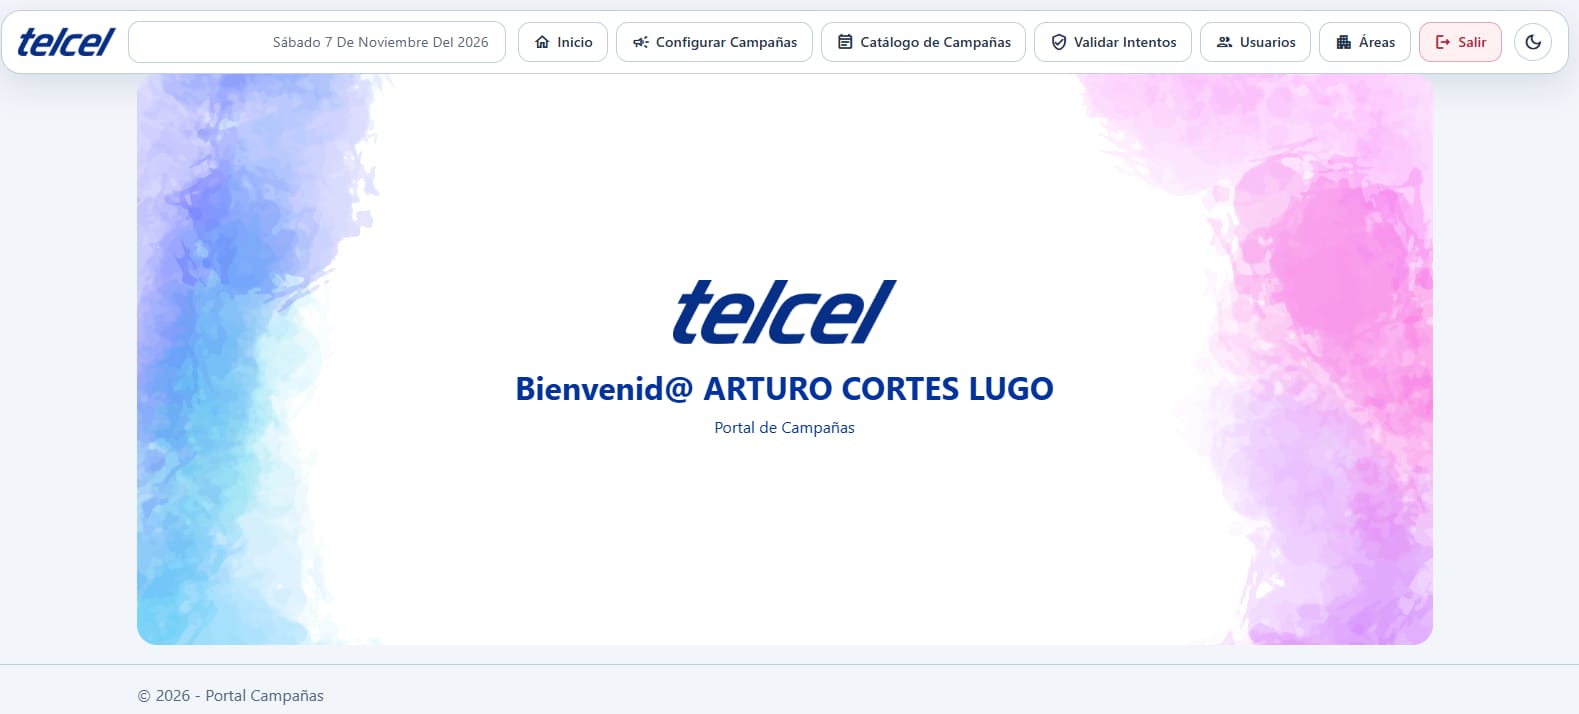 telcel
Sábado 7 De Noviembre Del 2026
Inicio
Configurar Campañas
Catálogo de Campañas
Validar Intentos
Usuarios
Áreas
Salir
telcel
Bienvenid@ ARTURO CORTES LUGO
Portal de Campañas
© 2026 - Portal Campañas